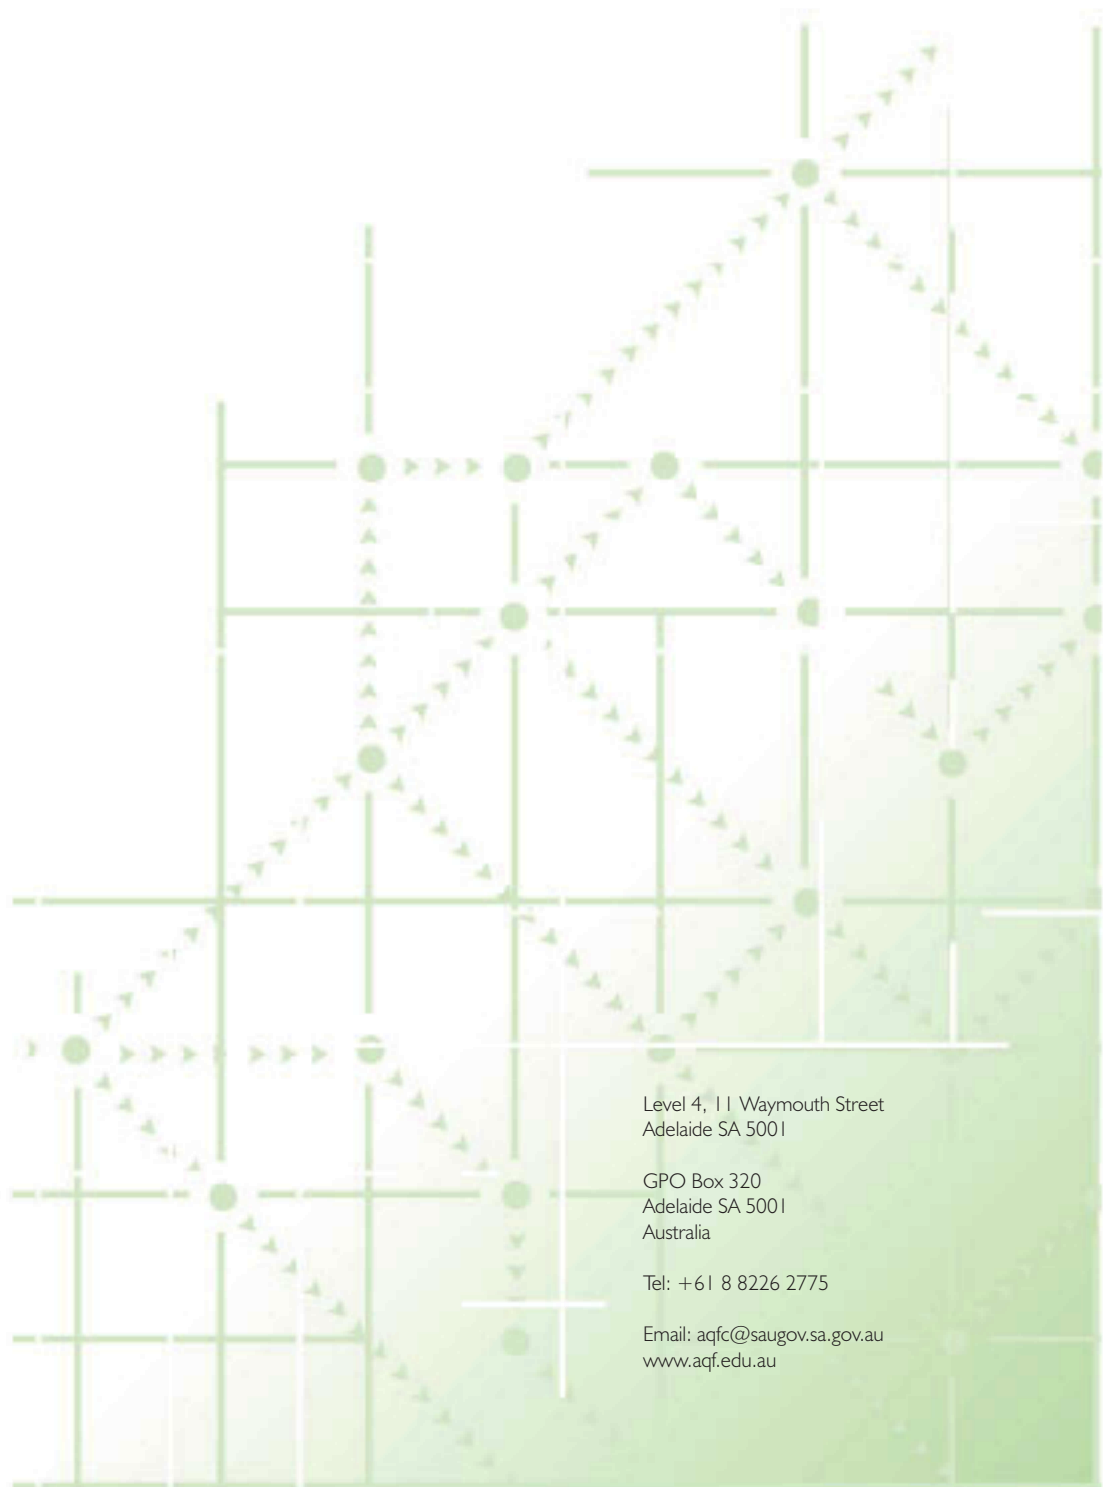 Level 4, 11 Waymouth Street
Adelaide SA 5001
GPO Box 320
Adelaide SA 5001
Australia
Tel: +61 8 8226 2775
Email: aqfc@saugov.sa.gov.au
www.aqf.edu.au